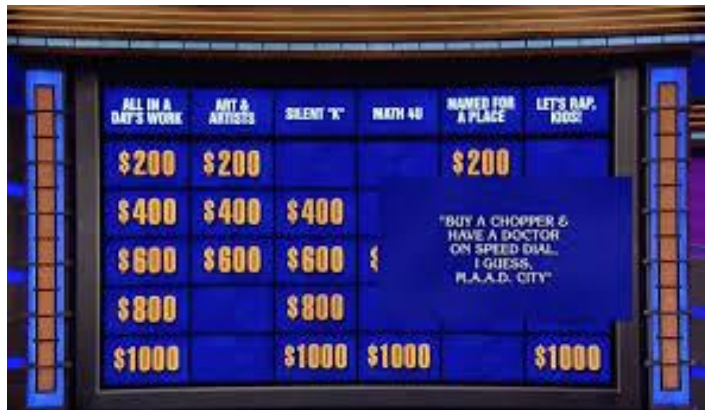 ALL IN A DAY'S WORK ART & ARTISTS SILENT "K" MATH 4U NAMED FOR A PLACE LET'S RAP, KIDS!
$200 $200 $200
$400 $400 $400
$600 $600 $600 $
$800 $800
$1000 $1000 $1000 $1000
"BUY A CHOPPER &
HAVE A DOCTOR
ON SPEED DIAL,
I GUESS,
M.A.A.D. CITY"